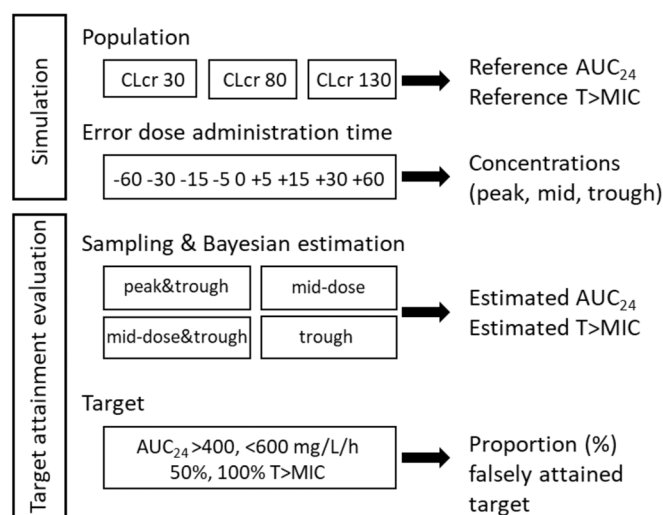 Simulation
Population
CLcr 30 CLcr 80 CLcr 130
Reference AUC24
Reference T>MIC
Error dose administration time
-60 -30 -15 -5 0 +5 +15 +30 +60
Concentrations
(peak, mid, trough)
Target attainment evaluation
Sampling & Bayesian estimation
peak&trough mid-dose
mid-dose&trough trough
Estimated AUC24
Estimated T>MIC
Target
AUC24 >400, <600 mg/L/h
50%, 100% T>MIC
Proportion (%)
falsely attained
target